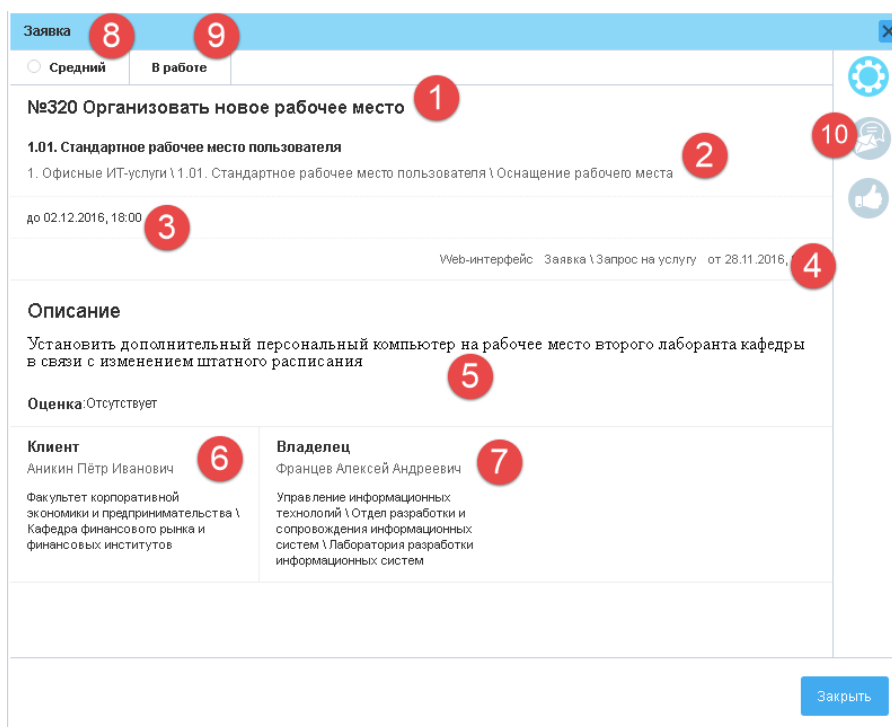 Заявка 8 9
Средний В работе
№320 Организовать новое рабочее место 1
1.01. Стандартное рабочее место пользователя
1. Офисные ИТ-услуги \ 1.01. Стандартное рабочее место пользователя \ Оснащение рабочего места 2
10
до 02.12.2016, 18:00 3
Web-интерфейс Заявка \ Запрос на услугу от 28.11.2016, 4
Описание
Установить дополнительный персональный компьютер на рабочее место второго лаборанта кафедры
в связи с изменением штатного расписания
5
Оценка:Отсутствует
Клиент
Аникин Пётр Иванович 6
Факультет корпоративной
экономики и предпринимательства \
Кафедра финансового рынка и
финансовых институтов
Владелец
Францев Алексей Андреевич 7
Управление информационных
технологий \ Отдел разработки и
сопровождения информационных
систем \ Лаборатория разработки
информационных систем
Закрыть